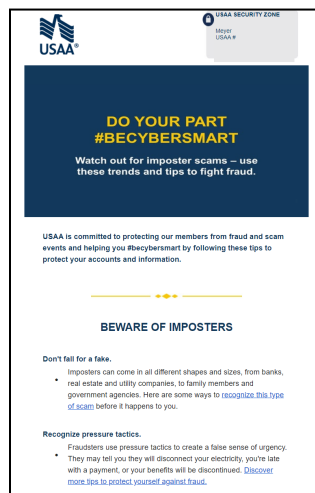 USAA®
USAA SECURITY ZONE
Meyer
USAA #
DO YOUR PART
#BECYBERSMART
Watch out for imposter scams – use
these trends and tips to fight fraud.
USAA is committed to protecting our members from fraud and scam
events and helping you #becybersmart by following these tips to
protect your accounts and information.
BEWARE OF IMPOSTERS
Don't fall for a fake.
Imposters can come in all different shapes and sizes, from banks,
real estate and utility companies, to family members and
government agencies. Here are some ways to recognize this type
of scam before it happens to you.
Recognize pressure tactics.
Fraudsters use pressure tactics to create a false sense of urgency.
They may tell you they will disconnect your electricity, you're late
with a payment, or your benefits will be discontinued. Discover
more tips to protect yourself against fraud.